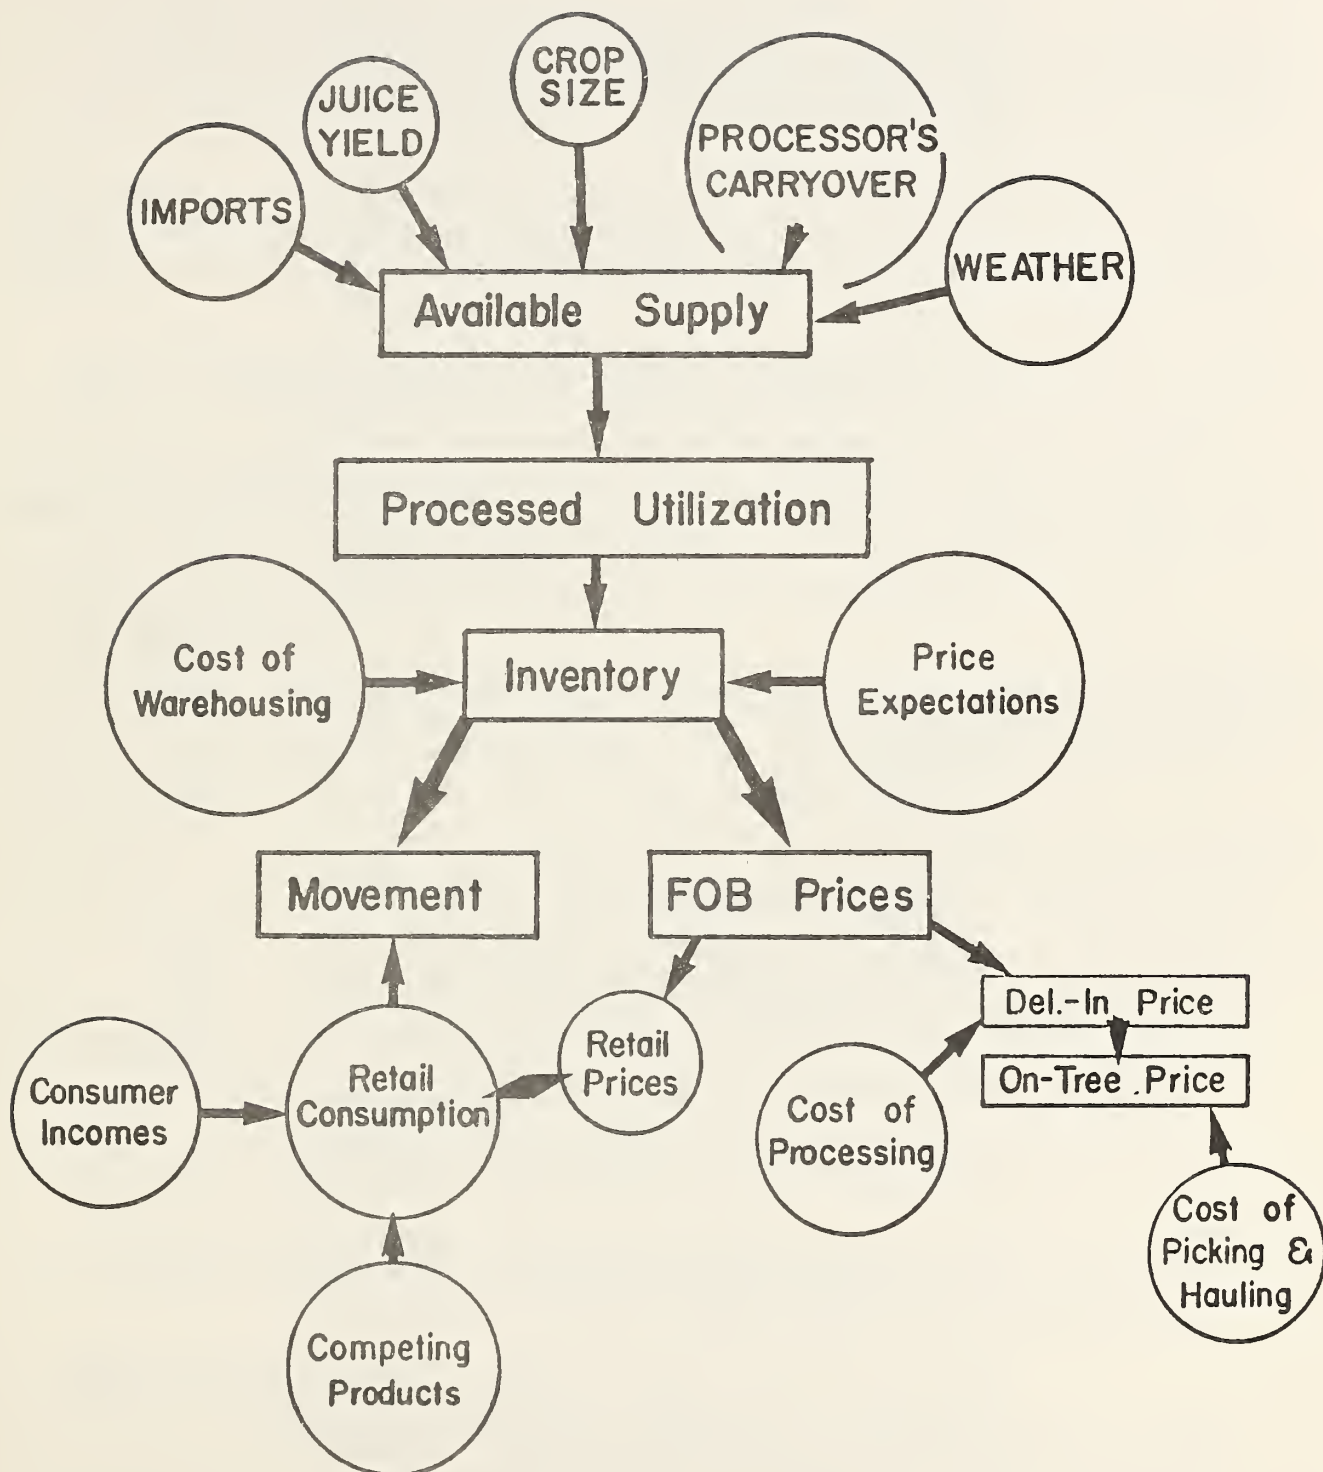 CROP
SIZE
JUICE
YIELD
PROCESSOR'S
CARRYOVER
IMPORTS
WEATHER
Available Supply
Processed Utilization
Cost of
Warehousing
Inventory
Price
Expectations
Movement
FOB Prices
Del.-In Price
On-Tree Price
Retail
Prices
Retail
Consumption
Consumer
Incomes
Cost of
Processing
Cost of
Picking &
Hauling
Competing
Products